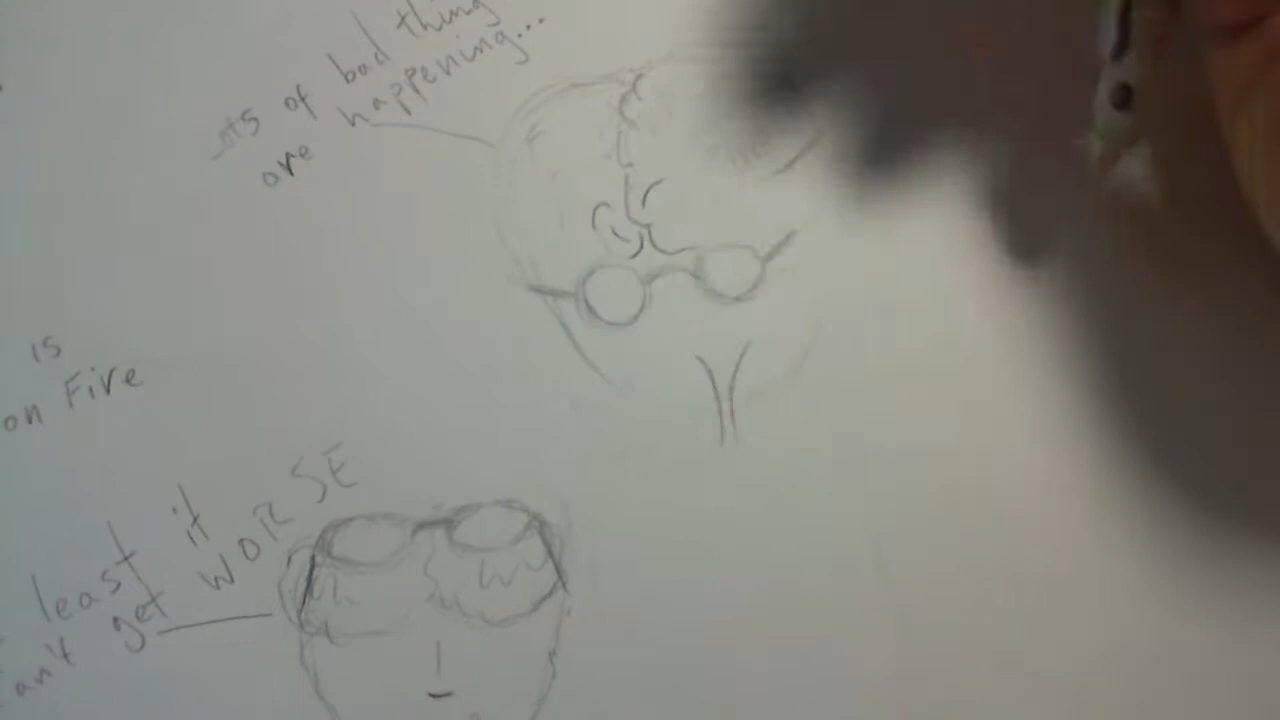 of bad thing
are happening...
is
on Fire
least it
get WORSE